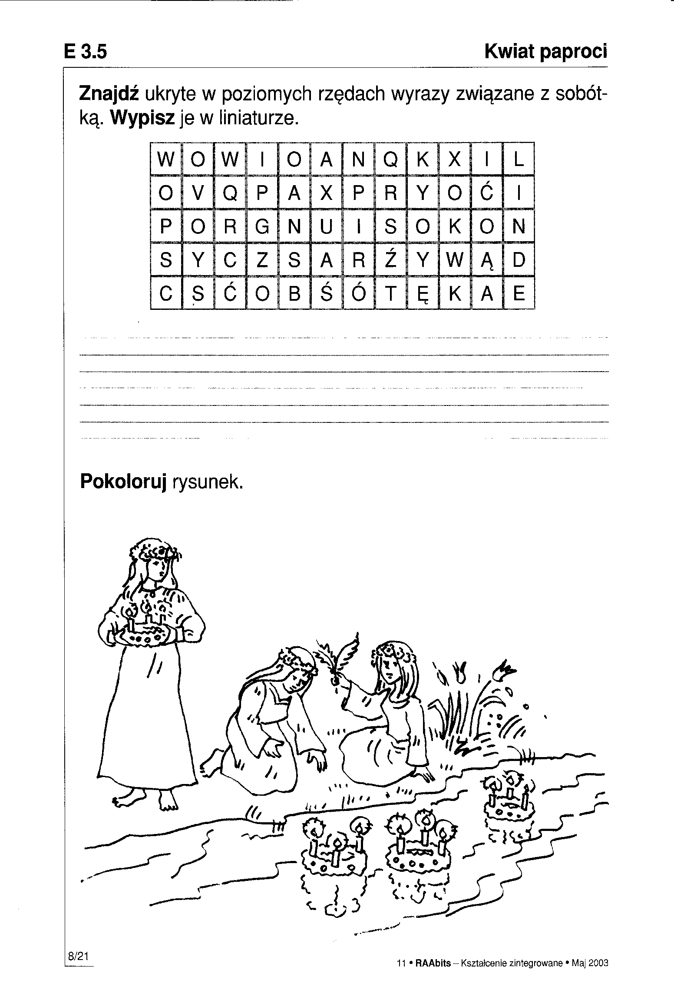 E 3.5 Kwiat paproci
Znajdź ukryte w poziomych rzędach wyrazy związane z sobót-
ką. Wypisz je w liniaturze.
W O W I O A N Q K X I L
O V Q P A X P R Y O Ć I
P O R G N U I S O K O N
S Y C Z S A R Ź Y W Ą D
C S Ć O B Ś Ó T Ę K A E
Pokoloruj rysunek.
8/21
11 • RAAbits – Kształcenie zintegrowane • Maj 2003